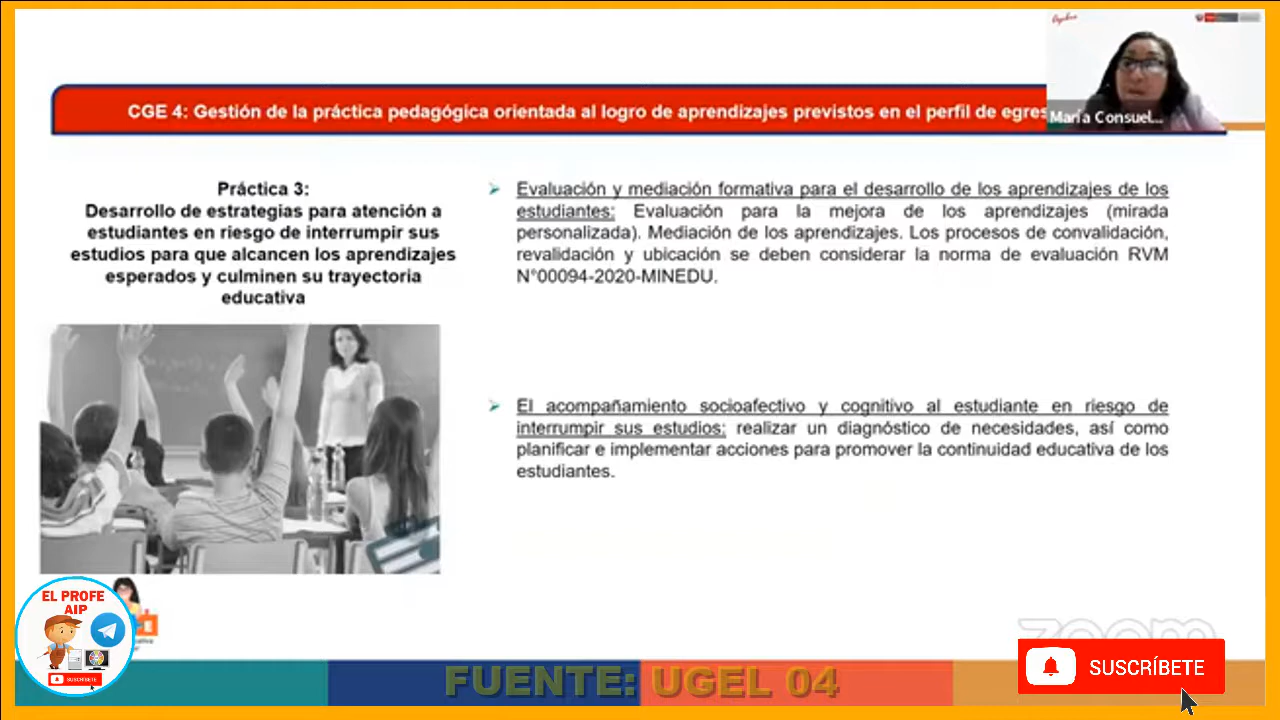 CGE 4: Gestión de la práctica pedagógica orientada al logro de aprendizajes previstos en el perfil de egres
María Consuel...
Práctica 3:
Desarrollo de estrategias para atención a
estudiantes en riesgo de interrumpir sus
estudios para que alcancen los aprendizajes
esperados y culminen su trayectoria
educativa
Evaluación y mediación formativa para el desarrollo de los aprendizajes de los
estudiantes: Evaluación para la mejora de los aprendizajes (mirada
personalizada). Mediación de los aprendizajes. Los procesos de convalidación,
revalidación y ubicación se deben considerar la norma de evaluación RVM
N°00094-2020-MINEDU.
El acompañamiento socioafectivo y cognitivo al estudiante en riesgo de
interrumpir sus estudios: realizar un diagnóstico de necesidades, así como
planificar e implementar acciones para promover la continuidad educativa de los
estudiantes.
EL PROFE
AIP
SUSCRÍBETE
zoom
FUENTE: UGEL 04
SUSCRÍBETE